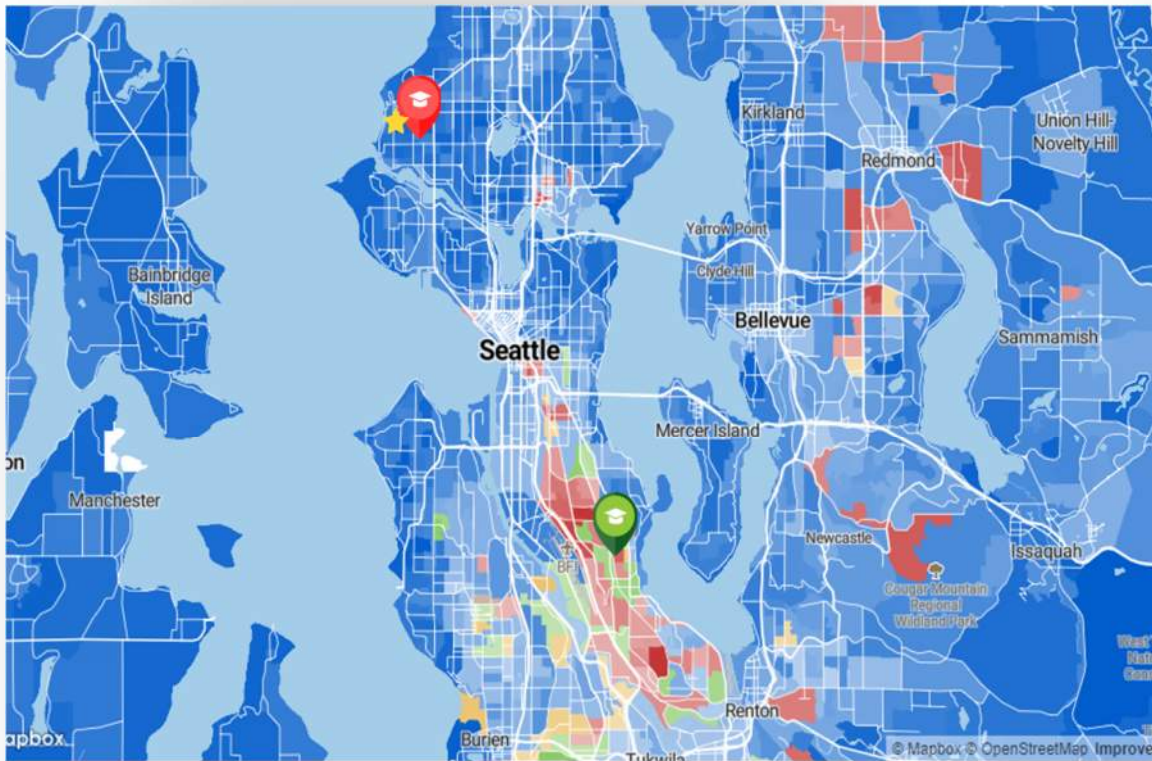 Kirkland
Union Hill-
Novelty Hill
Redmond
Yarrow Point
Bainbridge
Island
Clyde Hill
Bellevue
Seattle
Sammamish
Mercer Island
on
Manchester
Newcastle
Issaquah
BFI
Cougar Mountain
Regional
Wildland Park
West
Renton
Burien
Tukwila
apbox
© Mapbox © OpenStreetMap Improve